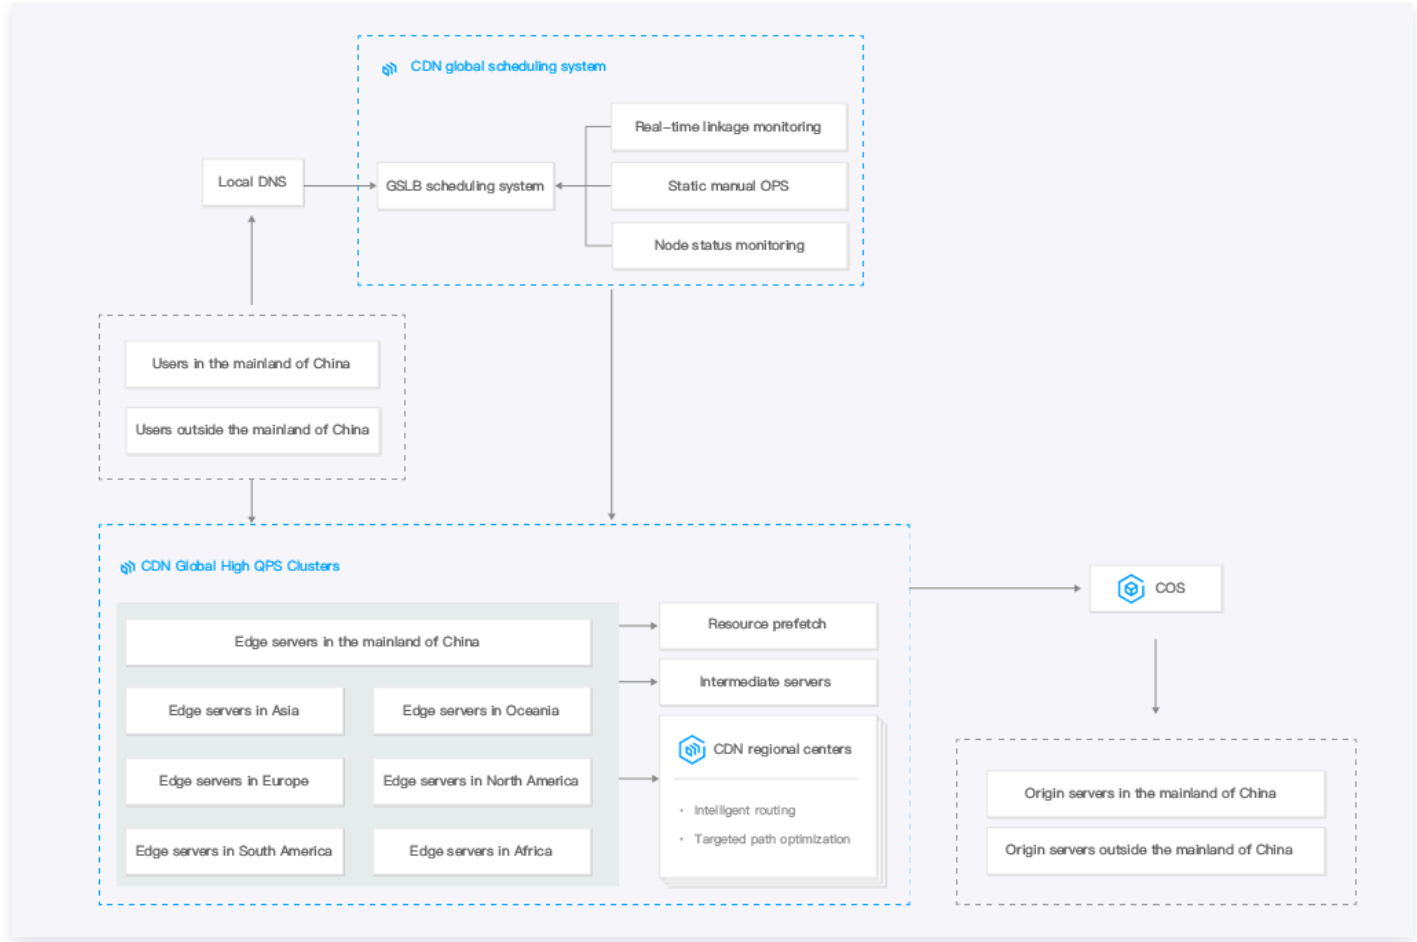 CDN global scheduling system
Real-time linkage monitoring
Local DNS
GSLB scheduling system
Static manual OPS
Node status monitoring
Users in the mainland of China
Users outside the mainland of China
CDN Global High QPS Clusters
Edge servers in the mainland of China
Edge servers in Asia
Edge servers in Oceania
Edge servers in Europe
Edge servers in North America
Edge servers in South America
Edge servers in Africa
Resource prefetch
Intermediate servers
CDN regional centers
· Intelligent routing
· Targeted path optimization
COS
Origin servers in the mainland of China
Origin servers outside the mainland of China